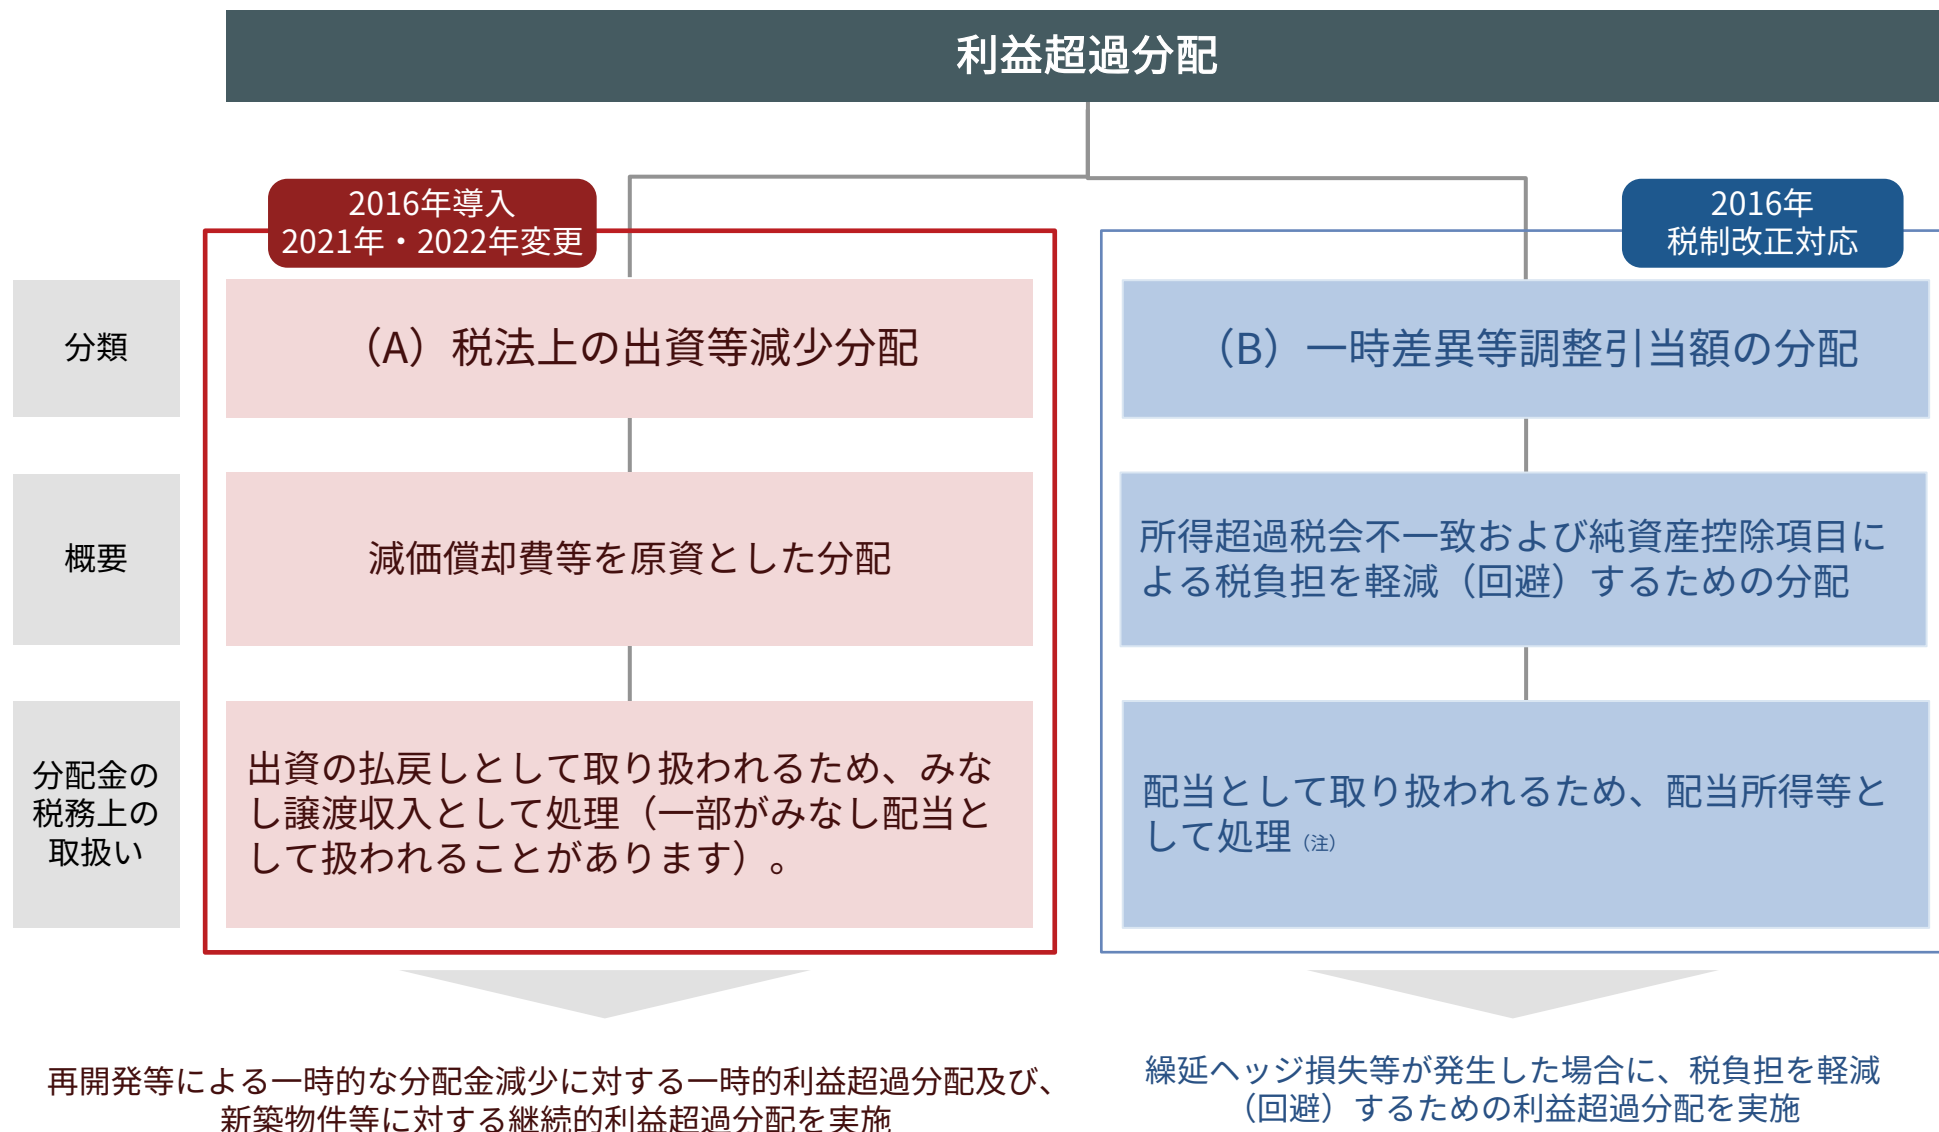 利益超過分配
2016年導入
2021年・2022年変更
2016年
税制改正対応
分類
（A）税法上の出資等減少分配
（B）一時差異等調整引当額の分配
概要
減価償却費等を原資とした分配
所得超過税会不一致および純資産控除項目に
よる税負担を軽減（回避）するための分配
分配金の
税務上の
取扱い
出資の払戻しとして取り扱われるため、みな
し譲渡収入として処理（一部がみなし配当と
して扱われることがあります）。
配当として取り扱われるため、配当所得等と
して処理（注）
再開発等による一時的な分配金減少に対する一時的利益超過分配及び、
新築物件等に対する継続的利益超過分配を実施
繰延ヘッジ損失等が発生した場合に、税負担を軽減
（回避）するための利益超過分配を実施